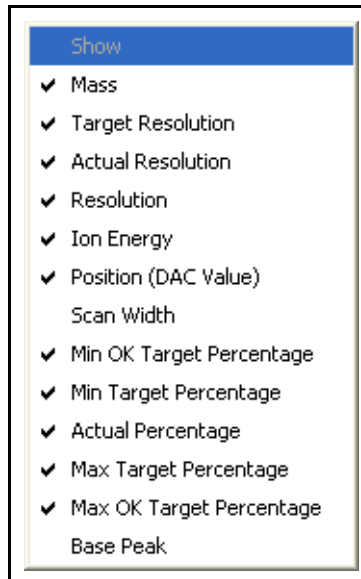 Show
Mass
Target Resolution
Actual Resolution
Resolution
Ion Energy
Position (DAC Value)
Scan Width
Min OK Target Percentage
Min Target Percentage
Actual Percentage
Max Target Percentage
Max OK Target Percentage
Base Peak